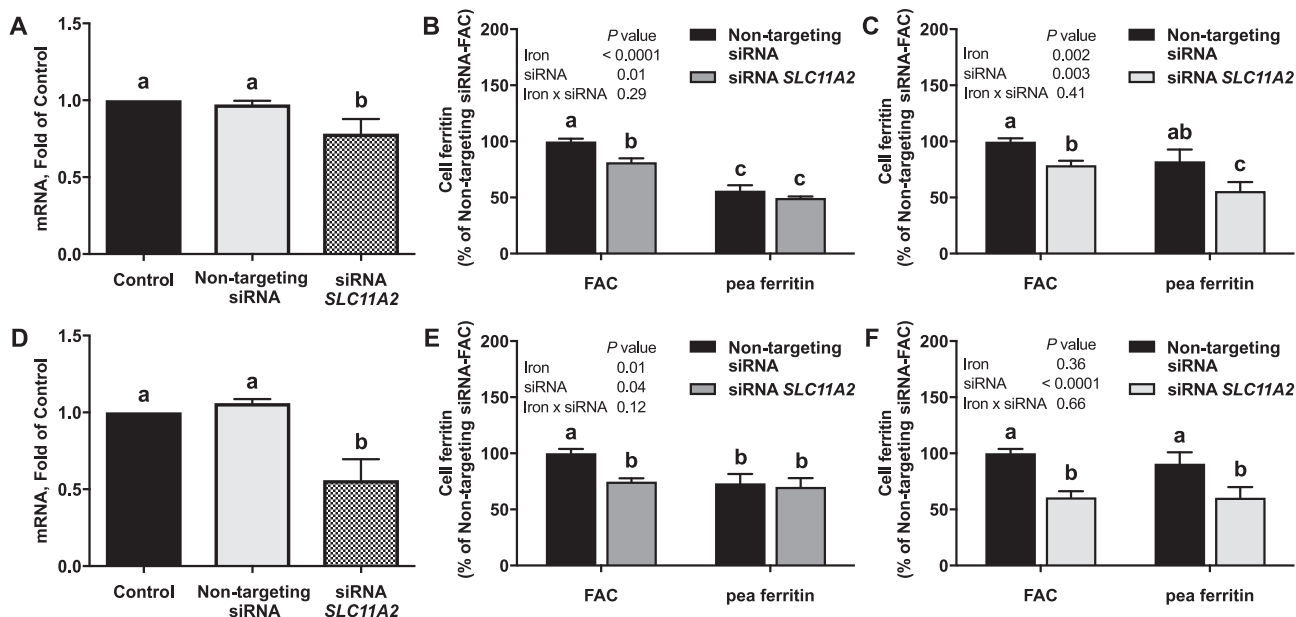 A
mRNA, Fold of Control
1.5
1.0
0.5
0.0
a
a
b
Control
Non-targeting
siRNA
siRNA
SLC11A2
B
Cell ferritin
(% of Non-targeting siRNA-FAC)
200
150
100
50
0
P value
Iron < 0.0001
siRNA 0.01
Iron x siRNA 0.29
Non-targeting
siRNA
siRNA SLC11A2
a
b
c
c
FAC
pea ferritin
C
Cell ferritin
(% of Non-targeting siRNA-FAC)
200
150
100
50
0
P value
Iron 0.002
siRNA 0.003
Iron x siRNA 0.41
Non-targeting
siRNA
siRNA SLC11A2
a
b
ab
c
FAC
pea ferritin
D
mRNA, Fold of Control
1.5
1.0
0.5
0.0
a
a
b
Control
Non-targeting
siRNA
siRNA
SLC11A2
E
Cell ferritin
(% of Non-targeting siRNA-FAC)
200
150
100
50
0
P value
Iron 0.01
siRNA 0.04
Iron x siRNA 0.12
Non-targeting
siRNA
siRNA SLC11A2
a
b
b
b
FAC
pea ferritin
F
Cell ferritin
(% of Non-targeting siRNA-FAC)
200
150
100
50
0
P value
Iron 0.36
siRNA < 0.0001
Iron x siRNA 0.66
Non-targeting
siRNA
siRNA SLC11A2
a
b
a
b
FAC
pea ferritin